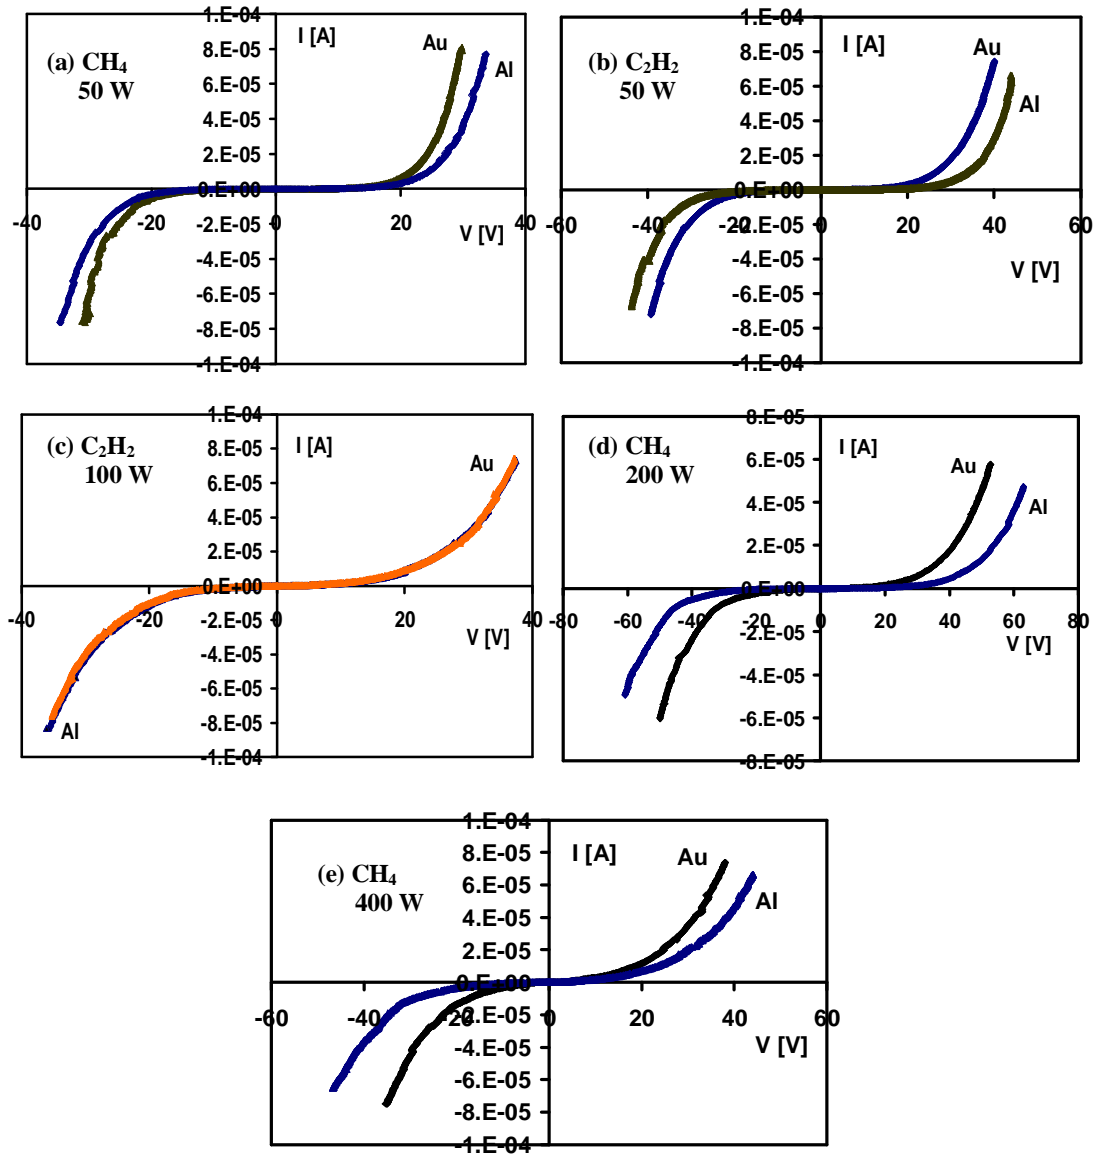 1.E-04
8.E-05
6.E-05
4.E-05
2.E-05
0.E+00
-2.E-05
-4.E-05
-6.E-05
-8.E-05
-1.E-04
-40
-20
0
20
40
I [A]
V [V]
(a) CH₄
50 W
Au
Al
1.E-04
8.E-05
6.E-05
4.E-05
2.E-05
0.E+00
-2.E-05
-4.E-05
-6.E-05
-8.E-05
-1.E-04
-60
-40
-20
0
20
40
60
I [A]
V [V]
(b) C₂H₂
50 W
Au
Al
1.E-04
8.E-05
6.E-05
4.E-05
2.E-05
0.E+00
-2.E-05
-4.E-05
-6.E-05
-8.E-05
-1.E-04
-40
-20
0
20
40
I [A]
V [V]
(c) C₂H₂
100 W
Au
Al
8.E-05
6.E-05
4.E-05
2.E-05
0.E+00
-2.E-05
-4.E-05
-6.E-05
-8.E-05
-80
-60
-40
-20
0
20
40
60
80
I [A]
V [V]
(d) CH₄
200 W
Au
Al
1.E-04
8.E-05
6.E-05
4.E-05
2.E-05
0.E+00
-2.E-05
-4.E-05
-6.E-05
-8.E-05
-1.E-04
-60
-40
-20
0
20
40
60
I [A]
V [V]
(e) CH₄
400 W
Au
Al